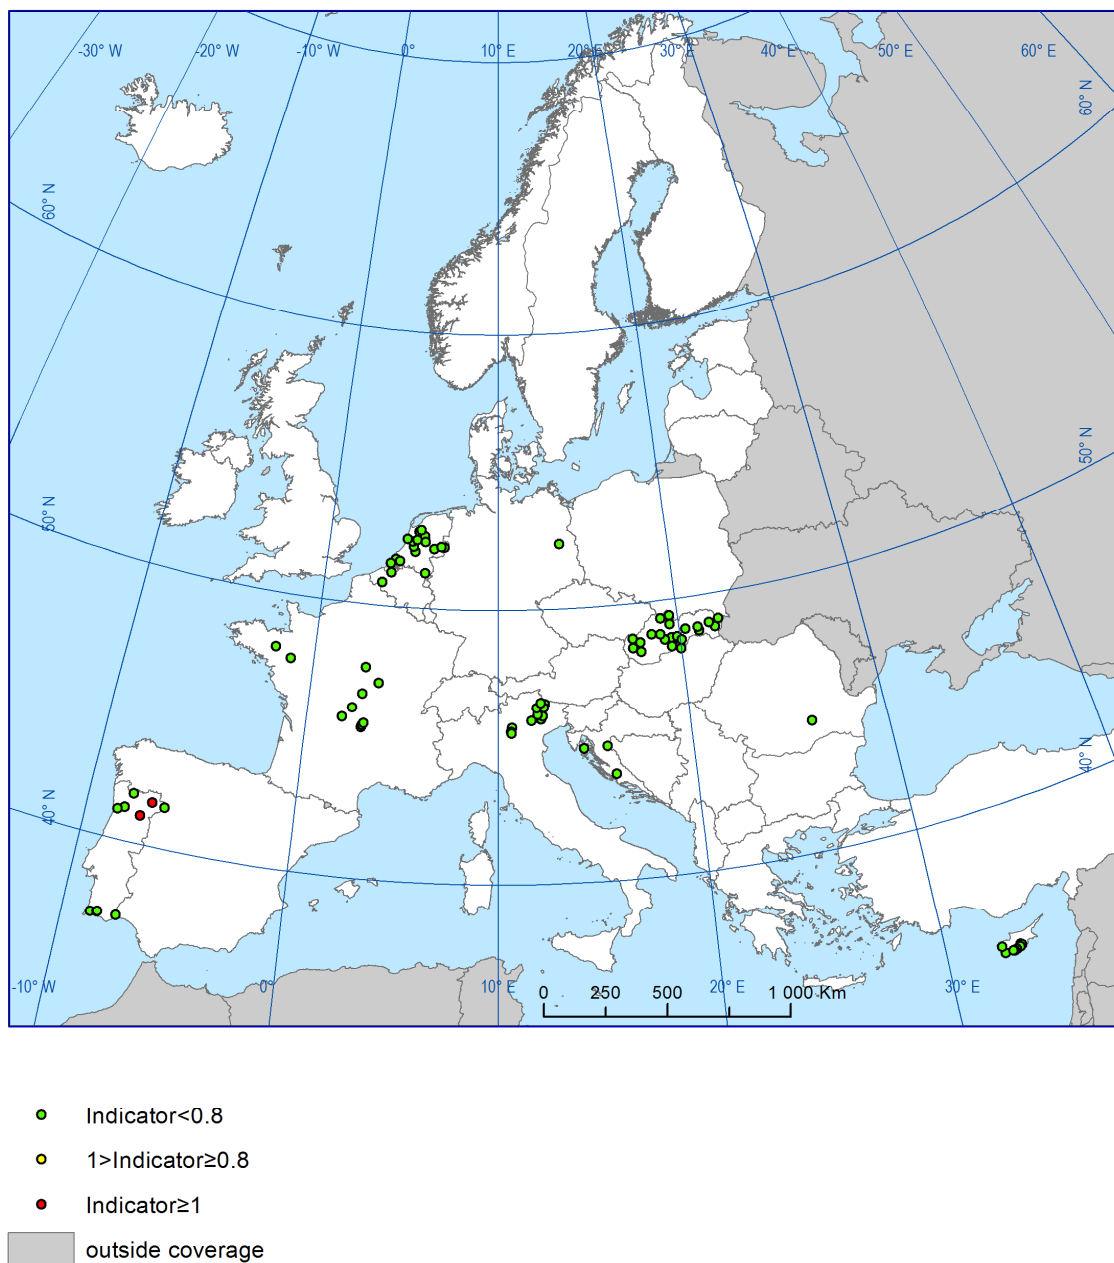 -30° W -20° W -10° W 0° 10° E 20° E 30° E 40° E 50° E 60° E
60° N
60° N
50° N
50° N
40° N
40° N
-10° W 0° 10° E 20° E 30° E
0 250 500 1 000 Km
Indicator<0.8
1>Indicator≥0.8
Indicator≥1
outside coverage